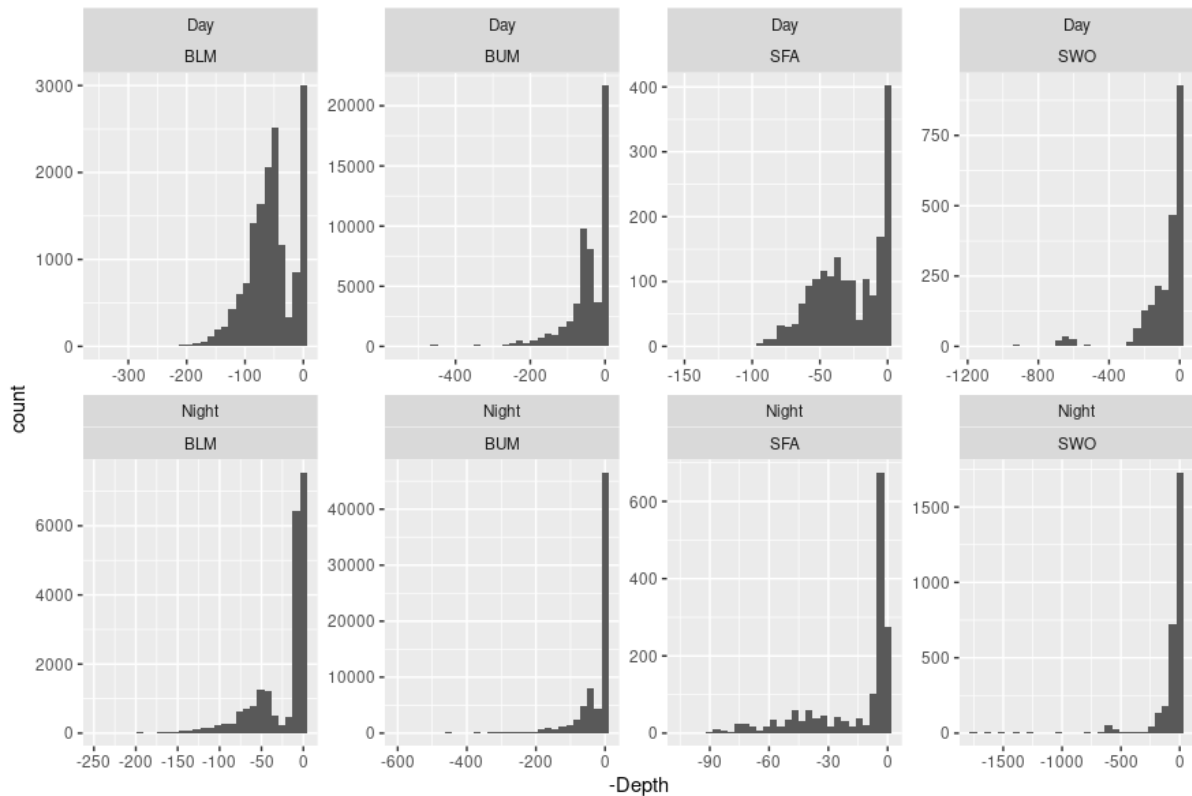 Day Day Day Day
BLM BUM SFA SWO
3000
2000
1000
0
-300 -200 -100 0
20000
15000
10000
5000
0
-400 -200 0
400
300
200
100
0
-150 -100 -50 0
750
500
250
0
-1200 -800 -400 0
count
Night Night Night Night
BLM BUM SFA SWO
6000
4000
2000
0
-250 -200 -150 -100 -50 0
40000
30000
20000
10000
0
-600 -400 -200 0
600
400
200
0
-90 -60 -30 0
1500
1000
500
0
-1500 -1000 -500 0
-Depth